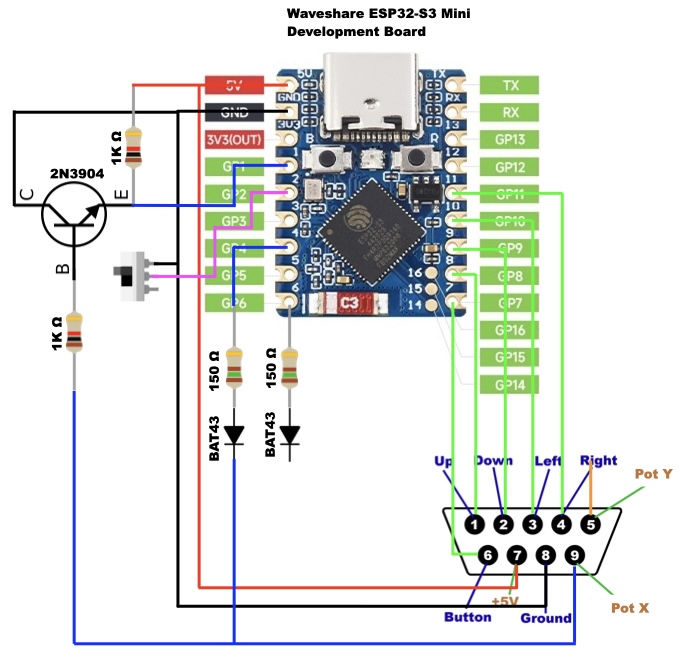 Waveshare ESP32-S3 Mini
Development Board
5V
TX
5V
TX
GND
RX
GND
RX
3V3
13
3V3(OUT)
B
R
GP13
GP1
12
GP12
2
11
GP2
GP11
3
10
GP3
GP10
9
GP4
GP9
5
8
GP5
16
GP8
6
15
7
GP6
C3
14
GP7
GP16
GP15
GP14
1K Ω
2N3904
C
E
B
1K Ω
150 Ω
150 Ω
BAT43
BAT43
Up
Down
Left
Right
Pot Y
1
2
3
4
5
6
7
8
9
+5V
Pot X
Button
Ground